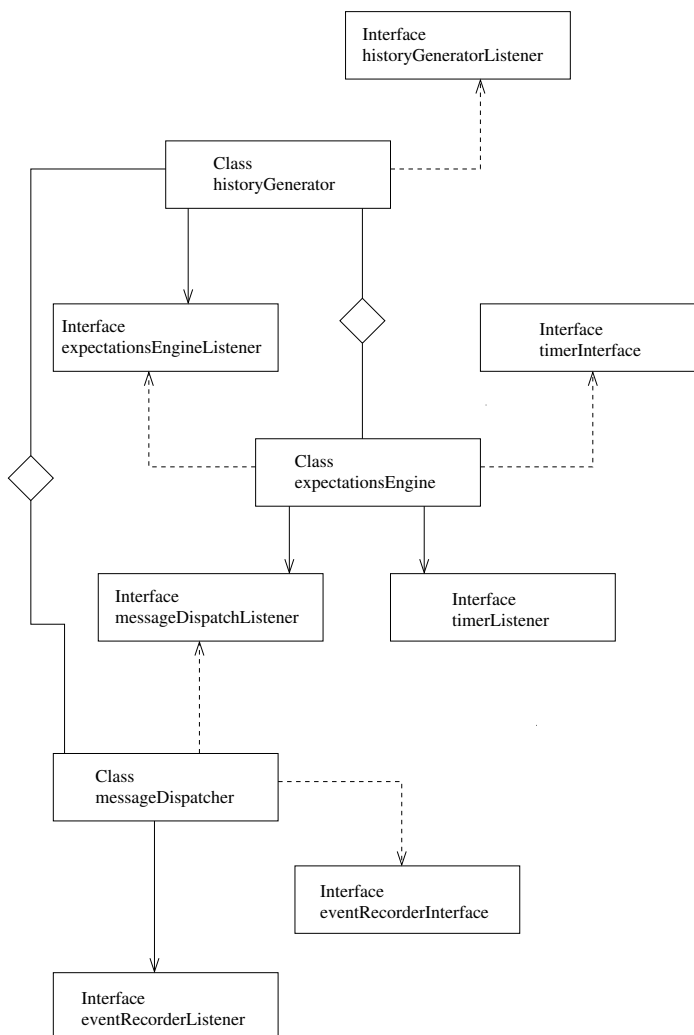 Interface
historyGeneratorListener
Class
historyGenerator
Interface
expectationsEngineListener
Interface
timerInterface
Class
expectationsEngine
Interface
messageDispatchListener
Interface
timerListener
Class
messageDispatcher
Interface
eventRecorderInterface
Interface
eventRecorderListener